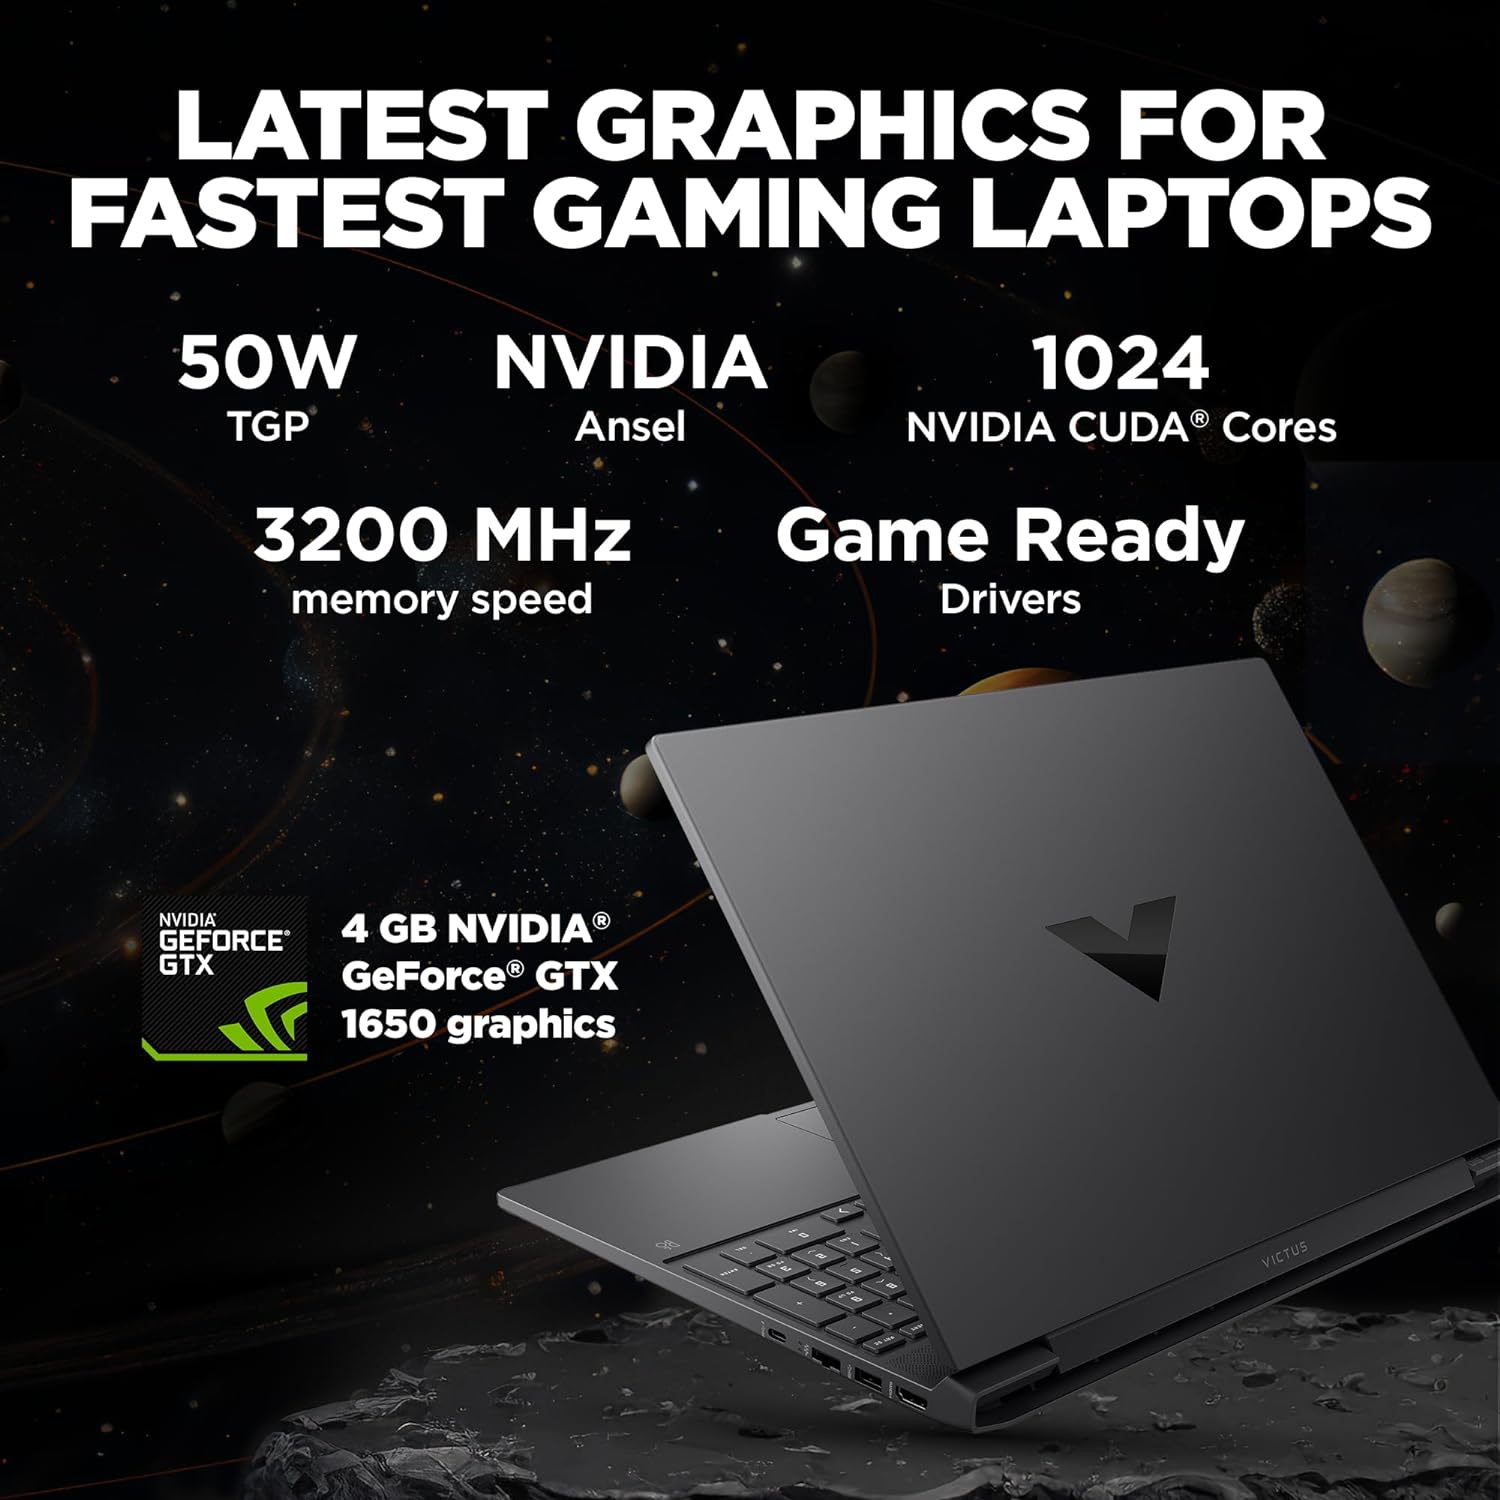 LATEST GRAPHICS FOR
FASTEST GAMING LAPTOPS
50W
TGP
NVIDIA
Ansel
1024
NVIDIA CUDA® Cores
3200 MHz
memory speed
Game Ready
Drivers
NVIDIA
GEFORCE®
GTX
4 GB NVIDIA®
GeForce® GTX
1650 graphics
VICTUS